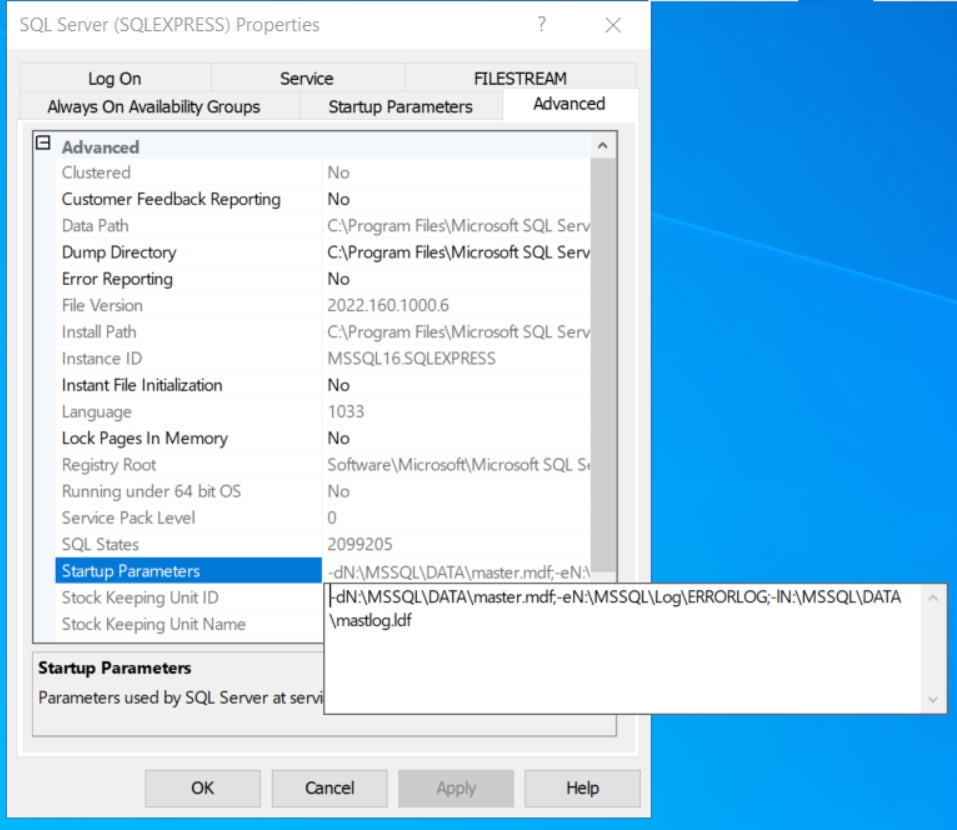 SQL Server (SQLEXPRESS) Properties
Log On Service FILESTREAM
Always On Availability Groups Startup Parameters Advanced
Advanced
Clustered No
Customer Feedback Reporting No
Data Path C:\Program Files\Microsoft SQL Serv
Dump Directory C:\Program Files\Microsoft SQL Serv
Error Reporting No
File Version 2022.160.1000.6
Install Path C:\Program Files\Microsoft SQL Serv
Instance ID MSSQL16.SQLEXPRESS
Instant File Initialization No
Language 1033
Lock Pages In Memory No
Registry Root Software\Microsoft\Microsoft SQL Se
Running under 64 bit OS No
Service Pack Level 0
SQL States 2099205
Startup Parameters -dN:\MSSQL\DATA\master.mdf;-eN:\
Stock Keeping Unit ID
Stock Keeping Unit Name
-dN:\MSSQL\DATA\master.mdf;-eN:\MSSQL\Log\ERRORLOG;-lN:\MSSQL\DATA
\mastlog.ldf
Startup Parameters
Parameters used by SQL Server at servi
OK Cancel Apply Help